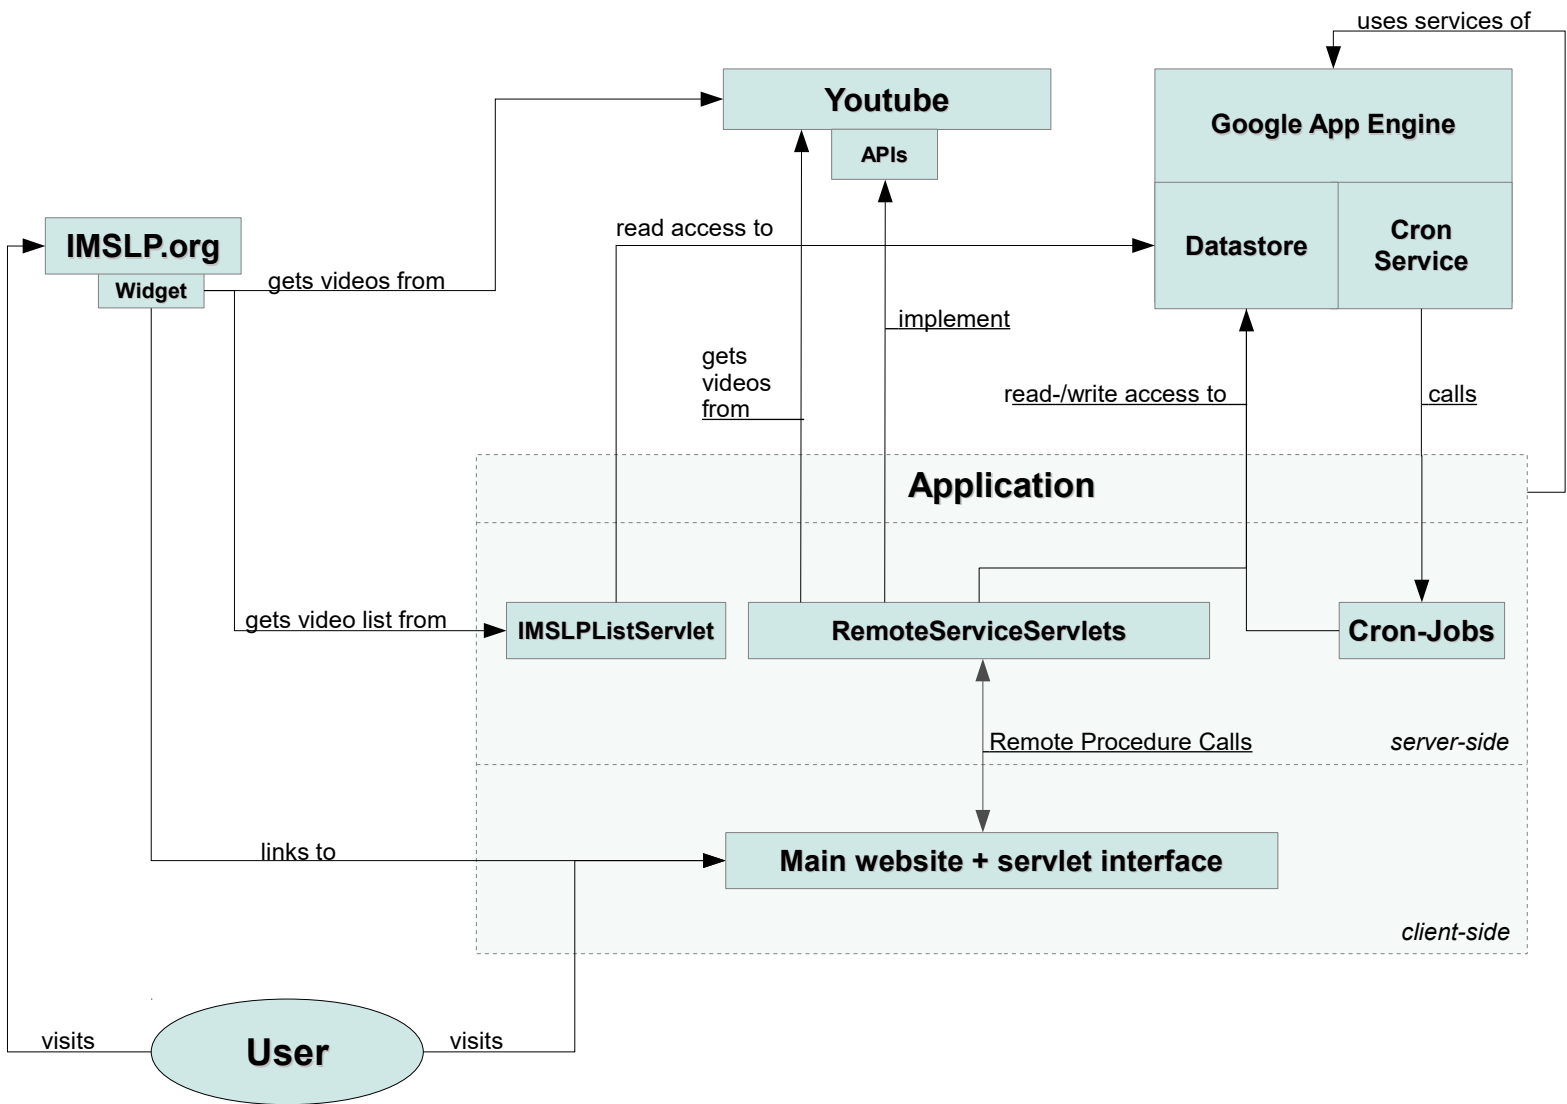 uses services of
Youtube
APIs
Google App Engine
Datastore
Cron
Service
IMSLP.org
Widget
gets videos from
read access to
implement
gets
videos
from
read-/write access to
calls
Application
gets video list from
IMSLPListServlet
RemoteServiceServlets
Cron-Jobs
Remote Procedure Calls
server-side
links to
Main website + servlet interface
client-side
visits
User
visits